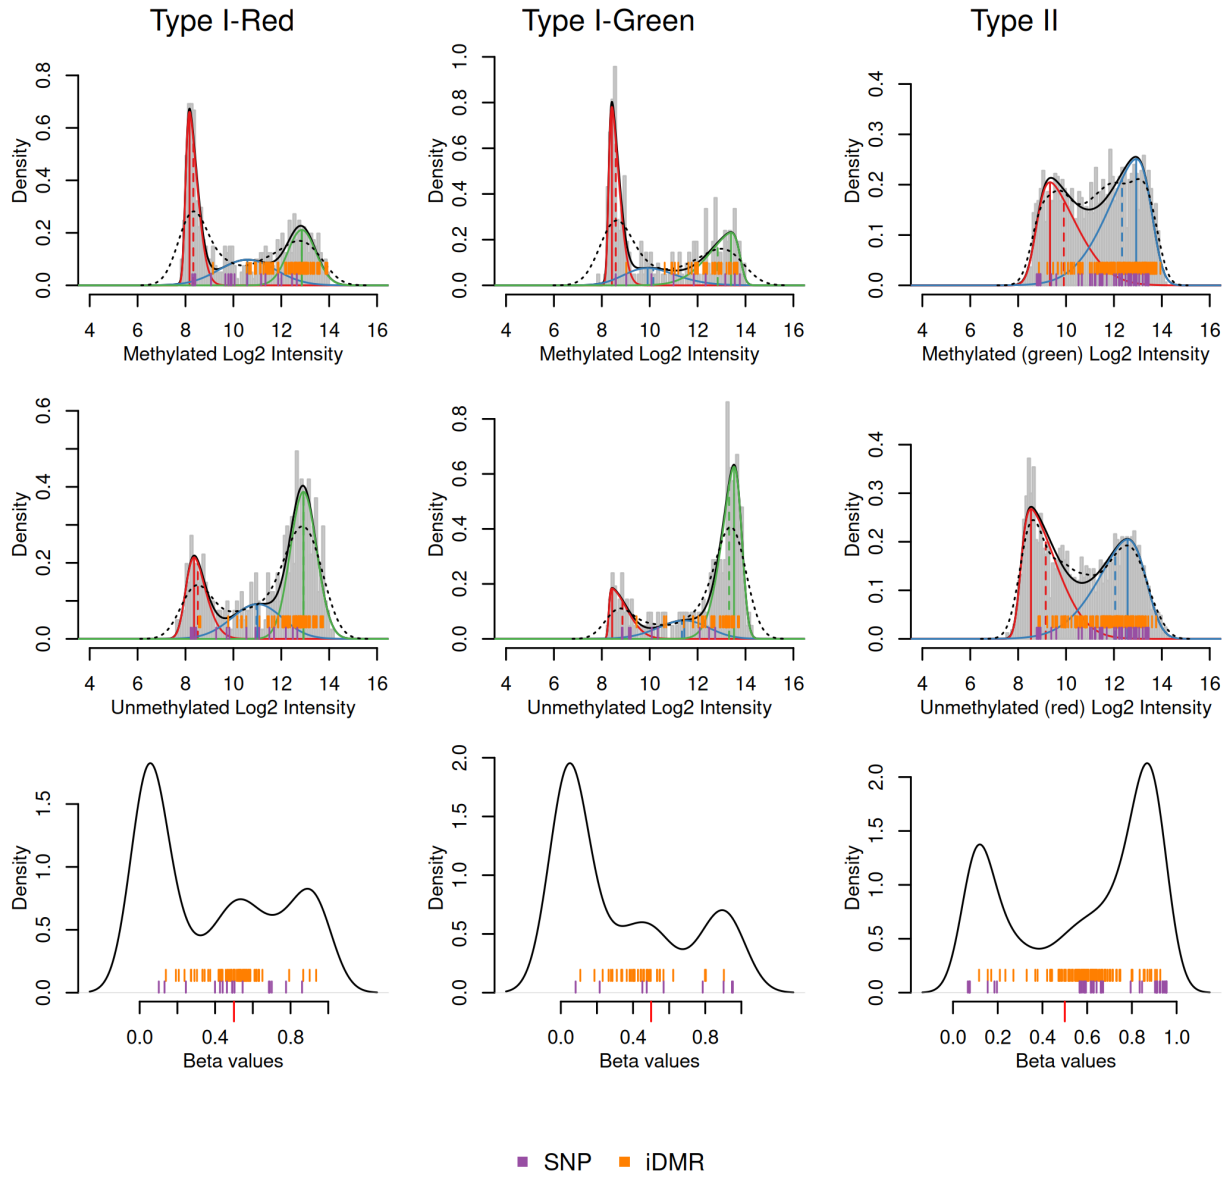 Type I-Red Type I-Green Type II
Density
0.0 0.2 0.4 0.6 0.8
4 6 8 10 12 14 16
Methylated Log2 Intensity
Density
0.0 0.2 0.4 0.6 0.8 1.0
4 6 8 10 12 14 16
Methylated Log2 Intensity
Density
0.0 0.1 0.2 0.3 0.4
4 6 8 10 12 14 16
Methylated (green) Log2 Intensity
Density
0.0 0.2 0.4 0.6
4 6 8 10 12 14 16
Unmethylated Log2 Intensity
Density
0.0 0.2 0.4 0.6 0.8
4 6 8 10 12 14 16
Unmethylated Log2 Intensity
Density
0.0 0.1 0.2 0.3 0.4
4 6 8 10 12 14 16
Unmethylated (red) Log2 Intensity
Density
0.0 0.5 1.0 1.5
0.0 0.4 0.8
Beta values
Density
0.0 0.5 1.0 1.5 2.0
0.0 0.4 0.8
Beta values
Density
0.0 0.5 1.0 1.5 2.0
0.0 0.2 0.4 0.6 0.8 1.0
Beta values
SNP iDMR